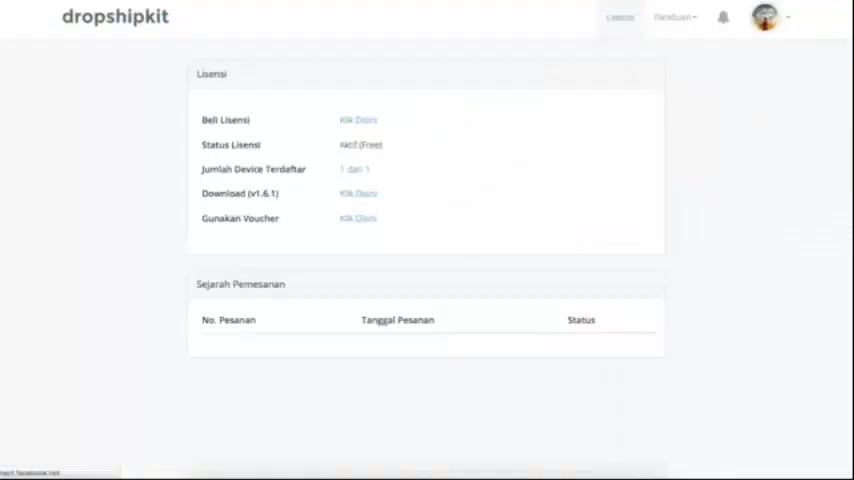 dropshipkit
Lisensi Panduan
Lisensi
Beli Lisensi Klik Disini
Status Lisensi Aktif (Free)
Jumlah Device Terdaftar 1 dari 1
Download (v1.6.1) Klik Disini
Gunakan Voucher Klik Disini
Sejarah Pemesanan
No. Pesanan Tanggal Pesanan Status